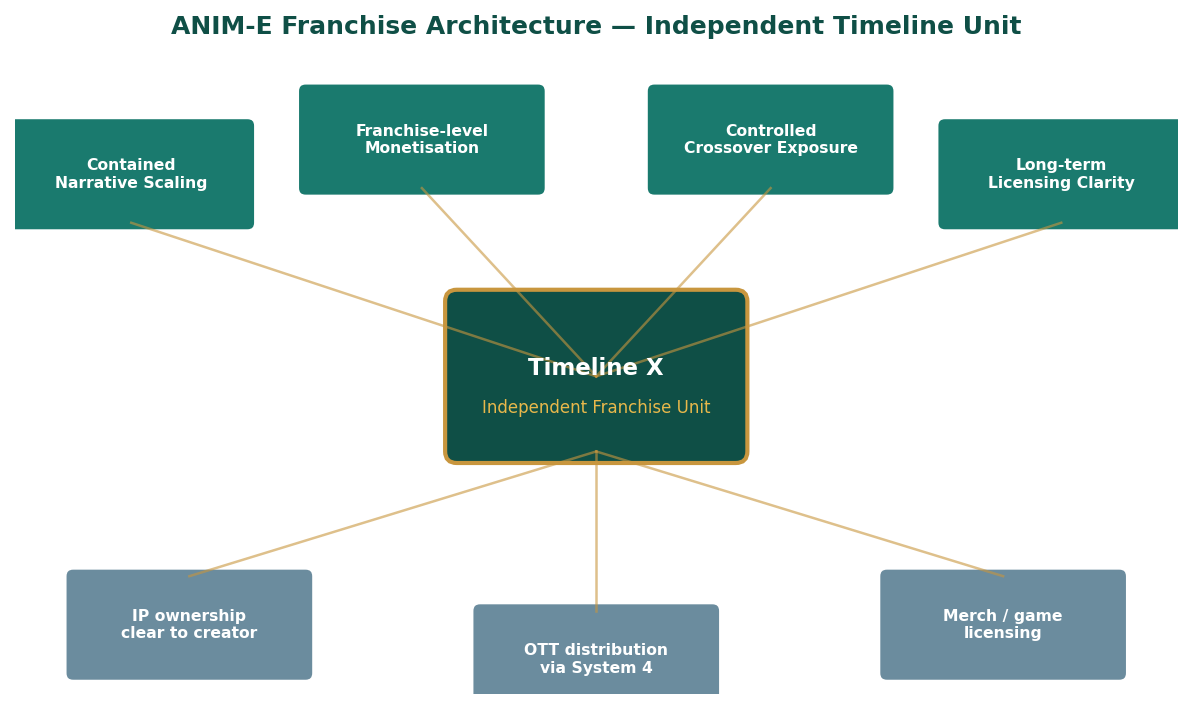 ANIM-E Franchise Architecture — Independent Timeline Unit
Contained
Narrative Scaling
Franchise-level
Monetisation
Controlled
Crossover Exposure
Long-term
Licensing Clarity
Timeline X
Independent Franchise Unit
IP ownership
clear to creator
OTT distribution
via System 4
Merch / game
licensing